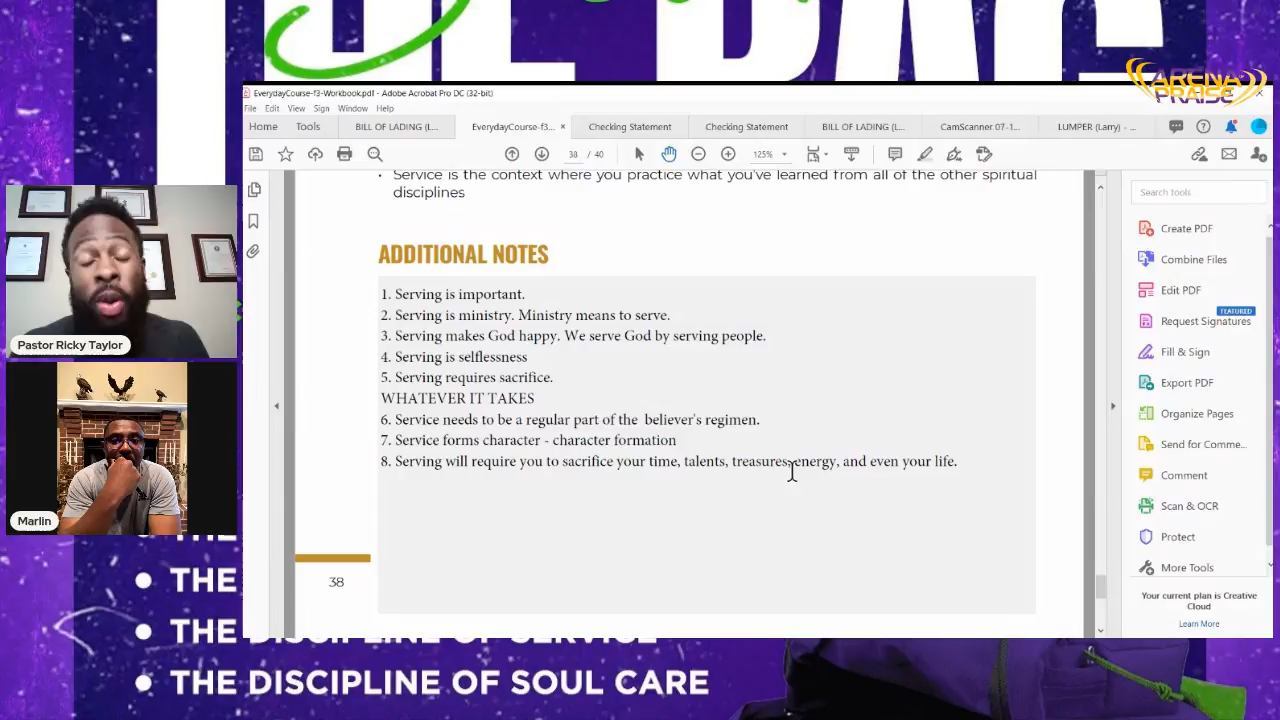 ARENA
PRAISE
EverydayCourse-f3-Workbook.pdf - Adobe Acrobat Pro DC (32-bit)
File Edit View Sign Window Help
Home Tools BILL OF LADING (L... EverydayCourse-f3... × Checking Statement Checking Statement BILL OF LADING (L... CamScanner 07-1... LUMPER (Larry) - ...
38 / 40 125%
Service is the context where you practice what you've learned from all of the other spiritual
disciplines
ADDITIONAL NOTES
1. Serving is important.
2. Serving is ministry. Ministry means to serve.
3. Serving makes God happy. We serve God by serving people.
4. Serving is selflessness
5. Serving requires sacrifice.
WHATEVER IT TAKES
6. Service needs to be a regular part of the believer's regimen.
7. Service forms character - character formation
8. Serving will require you to sacrifice your time, talents, treasures, energy, and even your life.
38
Search tools
Create PDF
Combine Files
Edit PDF
FEATURED
Request Signatures
Fill & Sign
Export PDF
Organize Pages
Send for Comme...
Comment
Scan & OCR
Protect
More Tools
Your current plan is Creative
Cloud
Learn More
Pastor Ricky Taylor
Marlin
• THE
• THE DISCIPLINE OF SERVICE
• THE DISCIPLINE OF SOUL CARE